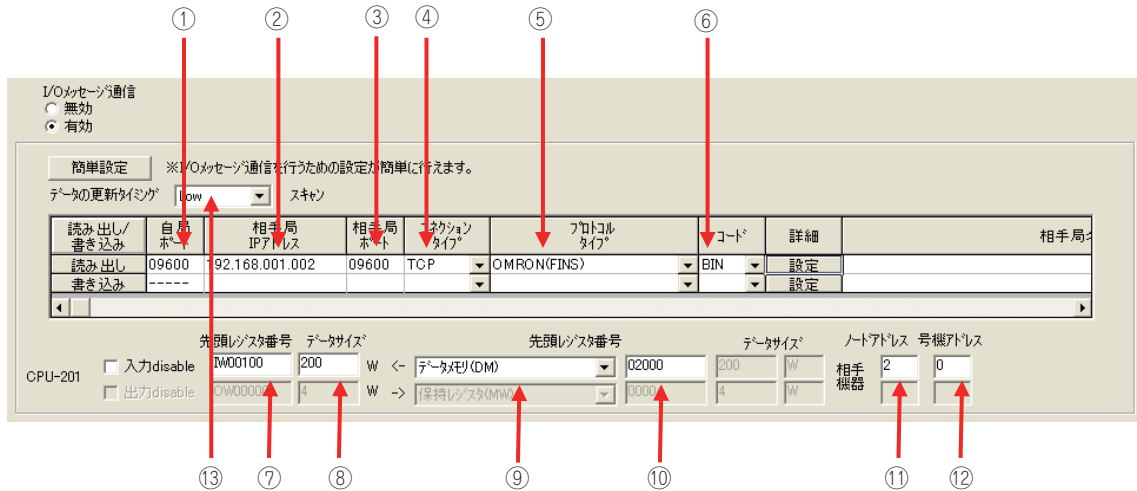 ① ② ③ ④ ⑤ ⑥
I/Oメッセージ通信
無効
有効
簡単設定 ※I/Oメッセージ通信を行うための設定が簡単に行えます。
データの更新タイミング Low スキャン
読み出し/ 自局 相手局 相手局 コネクション プロトコル コード 詳細 相手局
書き込み ポート IPアドレス ポート タイプ タイプ
読み出し 09600 192.168.001.002 09600 TCP OMRON(FINS) BIN 設定
書き込み ----- 設定
先頭レジスタ番号 データサイズ 先頭レジスタ番号 データサイズ ノードアドレス 号機アドレス
CPU-201 入力disable IW00100 200 W <- データメモリ(DM) 02000 200 W 相手 2 0
出力disable OW00000 4 W -> 保持レジスタ(MW) 0000 4 W 機器
⑬ ⑦ ⑧ ⑨ ⑩ ⑪ ⑫